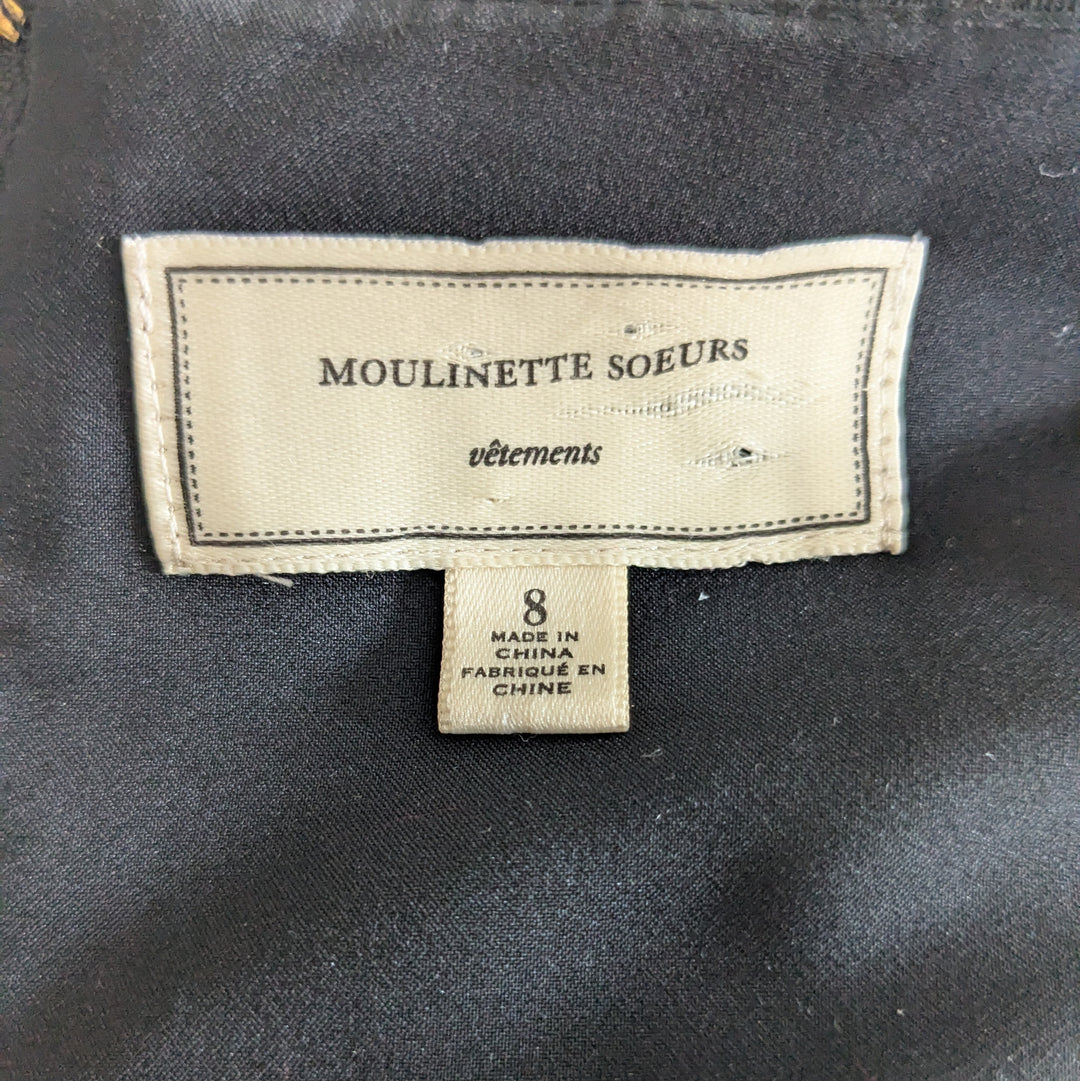 MOULINETTE SOEURS
vêtements
8
MADE IN
CHINA
FABRIQUÉ EN
CHINE